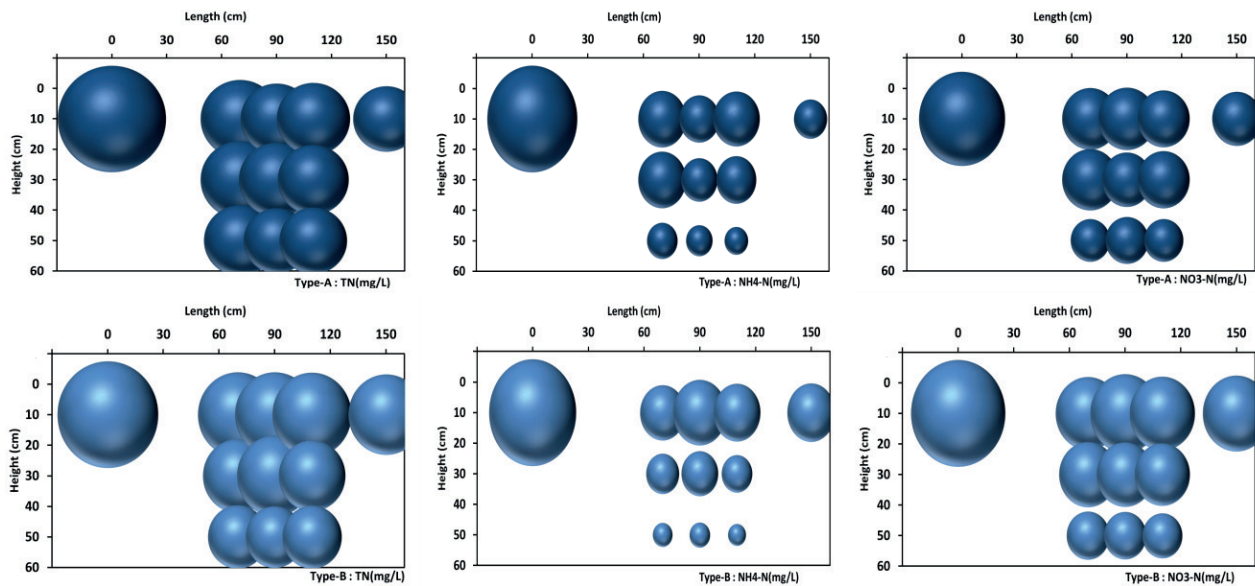 Length (cm)
0 30 60 90 120 150
Height (cm)
0
10
20
30
40
50
60
Type-A : TN(mg/L)
Length (cm)
0 30 60 90 120 150
Height (cm)
0
10
20
30
40
50
60
Type-A : NH4-N(mg/L)
Length (cm)
0 30 60 90 120 150
Height (cm)
0
10
20
30
40
50
60
Type-A : NO3-N(mg/L)
Length (cm)
0 30 60 90 120 150
Height (cm)
0
10
20
30
40
50
60
Type-B : TN(mg/L)
Length (cm)
0 30 60 90 120 150
Height (cm)
0
10
20
30
40
50
60
Type-B : NH4-N(mg/L)
Length (cm)
0 30 60 90 120 150
Height (cm)
0
10
20
30
40
50
60
Type-B : NO3-N(mg/L)